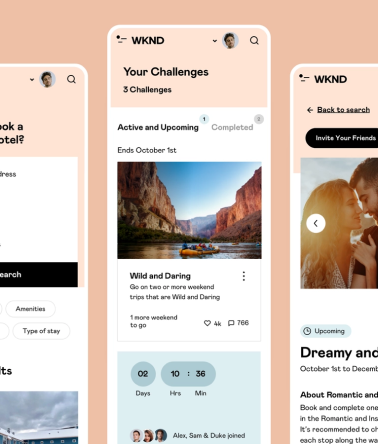 ook a
otel?
dress
earch
Amenities
Type of stay
lts
WKND
Your Challenges
3 Challenges
Active and Upcoming 1 Completed
Ends October 1st
Wild and Daring
Go on two or more weekend
trips that are Wild and Daring
1 more weekend
to go
4k 766
02 10 : 36
Days Hrs Min
Alex, Sam & Duke joined
WKND
Back to search
Invite Your Friends
Upcoming
Dreamy and
October 1st to Decemb
About Romantic and
Book and complete one
in the Romantic and Ins
It's recommended to ch
each stop along the wa